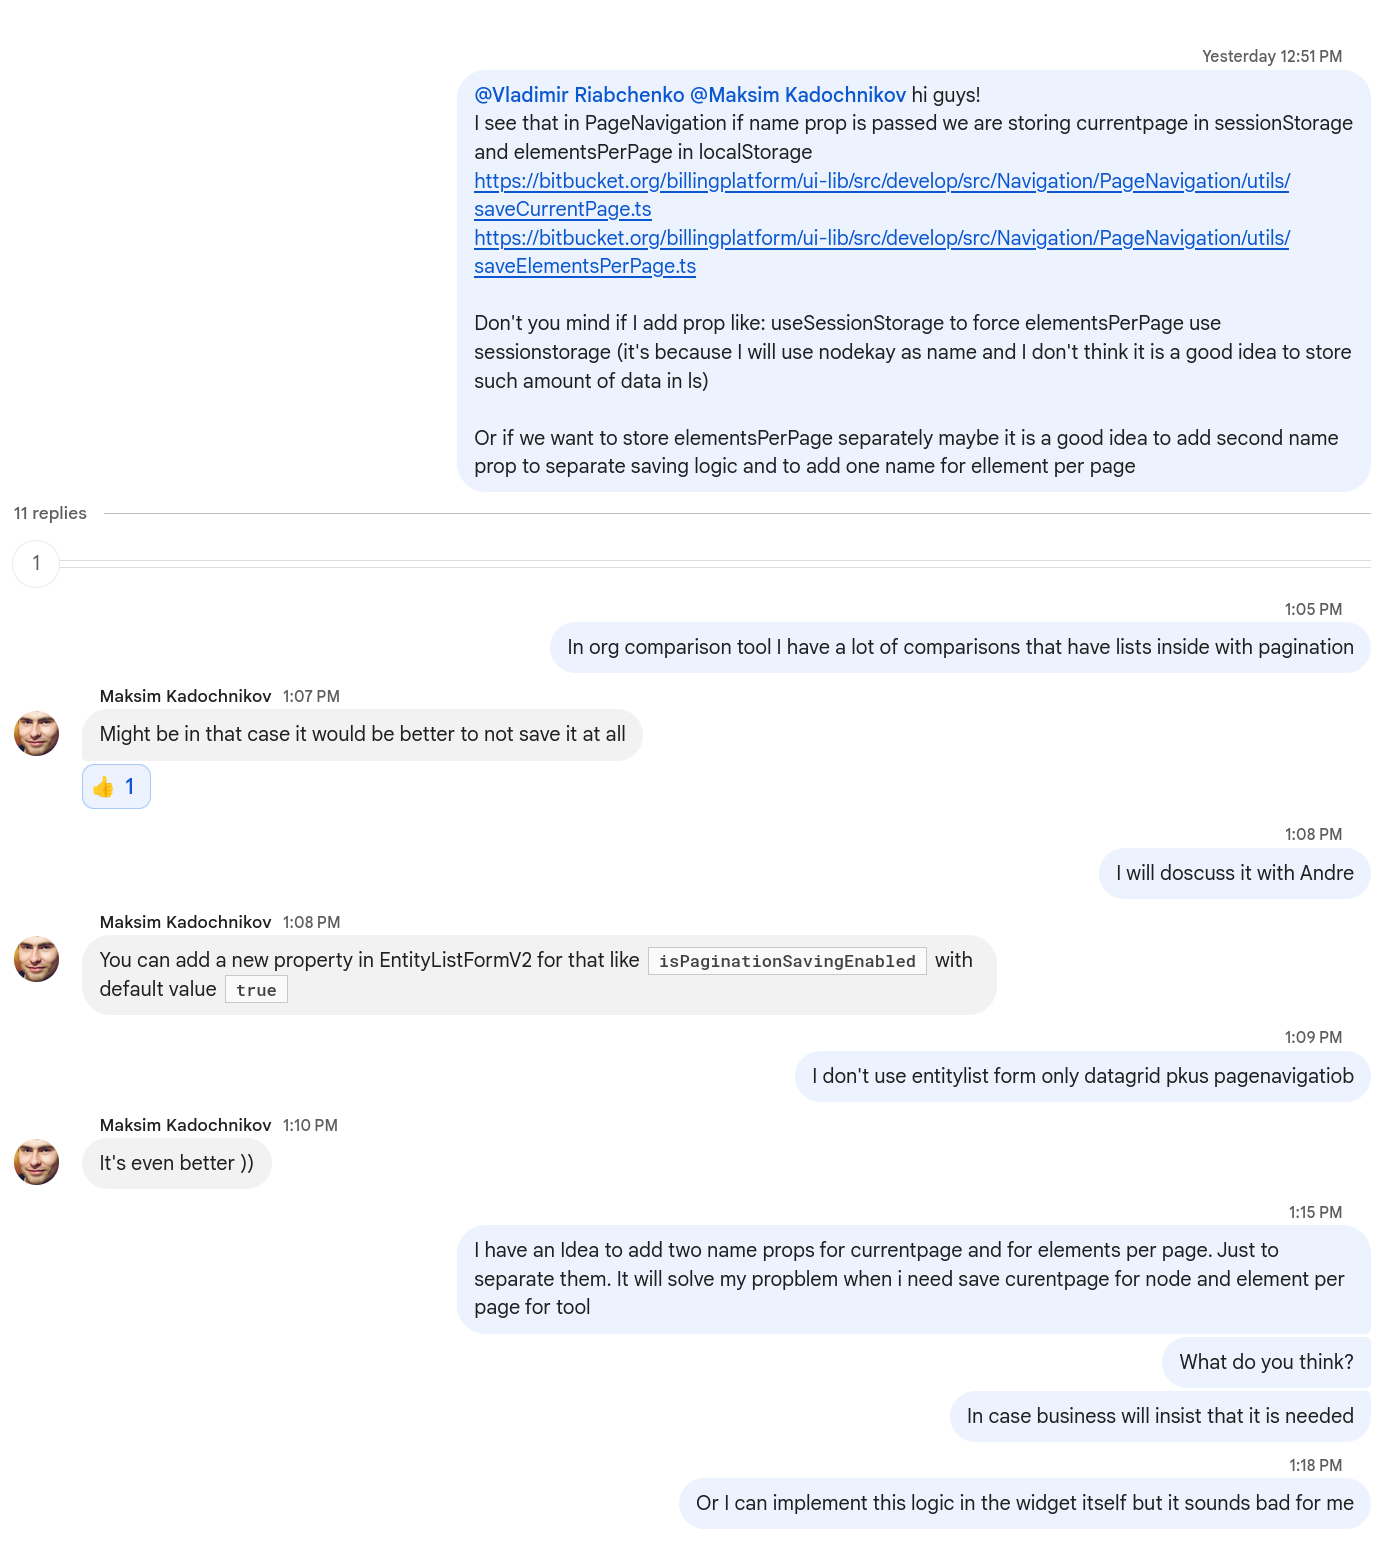 Yesterday 12:51 PM
@Vladimir Riabchenko @Maksim Kadochnikov hi guys!
I see that in PageNavigation if name prop is passed we are storing currentpage in sessionStorage
and elementsPerPage in localStorage
https://bitbucket.org/billingplatform/ui-lib/src/develop/src/Navigation/PageNavigation/utils/
saveCurrentPage.ts
https://bitbucket.org/billingplatform/ui-lib/src/develop/src/Navigation/PageNavigation/utils/
saveElementsPerPage.ts
Don't you mind if I add prop like: useSessionStorage to force elementsPerPage use
sessionstorage (it's because I will use nodekay as name and I don't think it is a good idea to store
such amount of data in ls)
Or if we want to store elementsPerPage separately maybe it is a good idea to add second name
prop to separate saving logic and to add one name for ellement per page
11 replies
1
1:05 PM
In org comparison tool I have a lot of comparisons that have lists inside with pagination
Maksim Kadochnikov 1:07 PM
Might be in that case it would be better to not save it at all
👍 1
1:08 PM
I will doscuss it with Andre
Maksim Kadochnikov 1:08 PM
You can add a new property in EntityListFormV2 for that like isPaginationSavingEnabled with
default value true
1:09 PM
I don't use entitylist form only datagrid pkus pagenavigatiob
Maksim Kadochnikov 1:10 PM
It's even better ))
1:15 PM
I have an Idea to add two name props for currentpage and for elements per page. Just to
separate them. It will solve my propblem when i need save curentpage for node and element per
page for tool
What do you think?
In case business will insist that it is needed
1:18 PM
Or I can implement this logic in the widget itself but it sounds bad for me